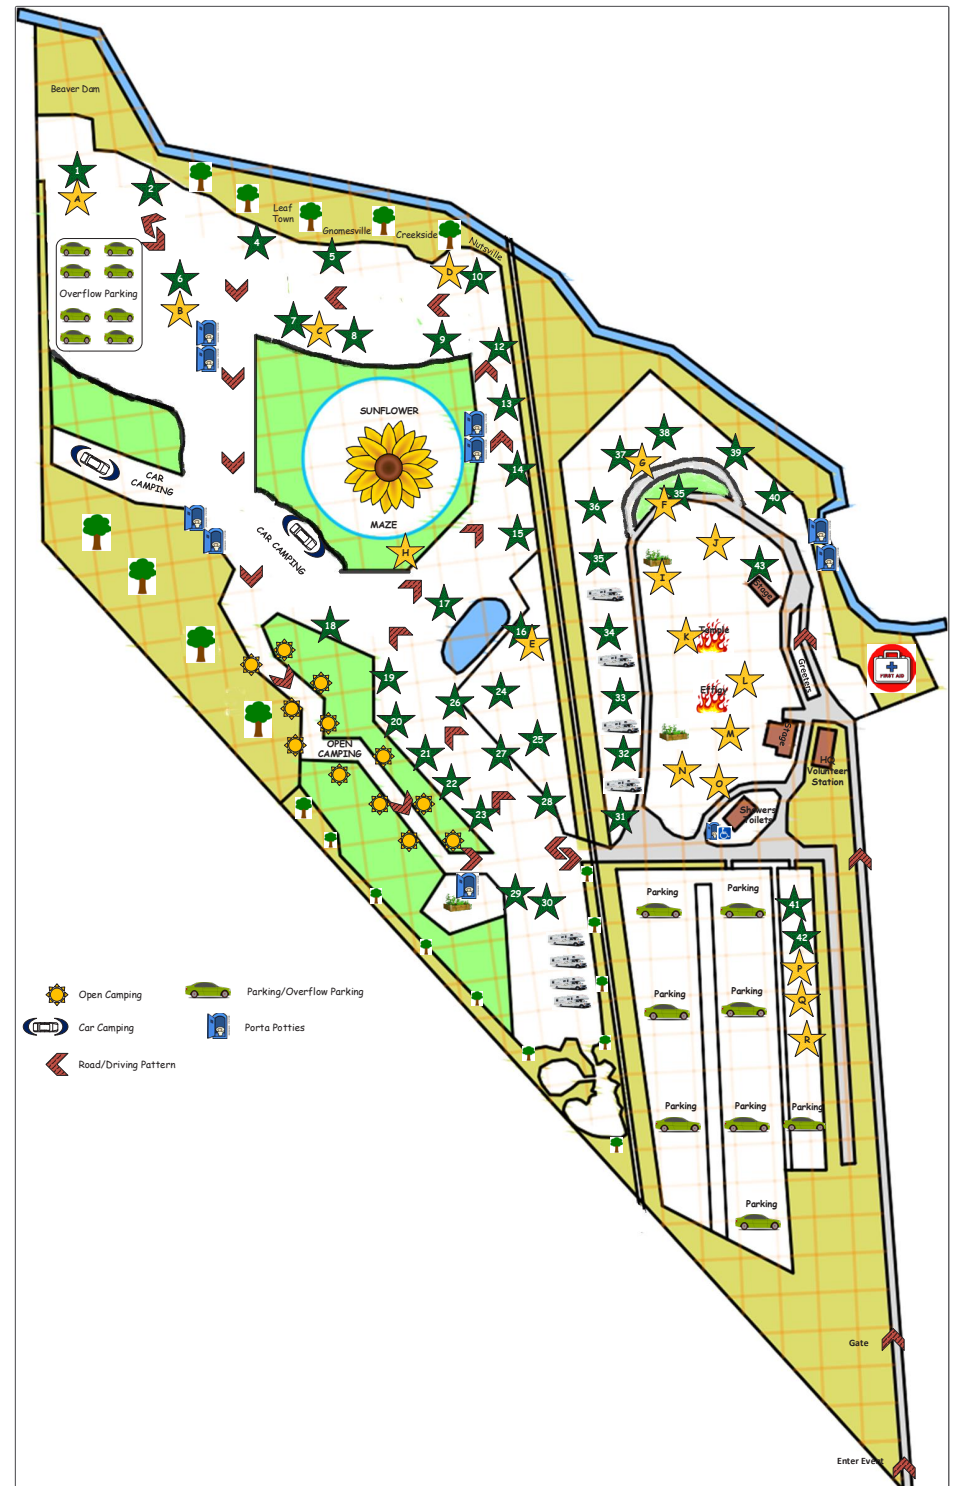 Beaver Dam
1
A
2
Leaf
Town
Gnomesville
Creekside
Nutsville
4
5
D
10
6
B
Overflow Parking
7
C
8
9
12
13
SUNFLOWER
MAZE
H
14
15
CAR
CAMPING
CAR CAMPING
17
18
16
E
19
20
21
22
23
24
25
26
27
28
OPEN
CAMPING
29
30
38
37
G
39
35
F
40
36
J
35
43
I
Stage
34
K
Temple
Greeters
FIRST AID
33
L
Effigy
M
Stage
32
N
O
HQ
Volunteer
Station
31
Showers
Toilets
Parking
Parking
41
42
P
Q
R
Parking
Parking
Parking
Parking
Parking
Parking
Open Camping
Parking/Overflow Parking
Car Camping
Porta Potties
Road/Driving Pattern
Gate
Enter Event